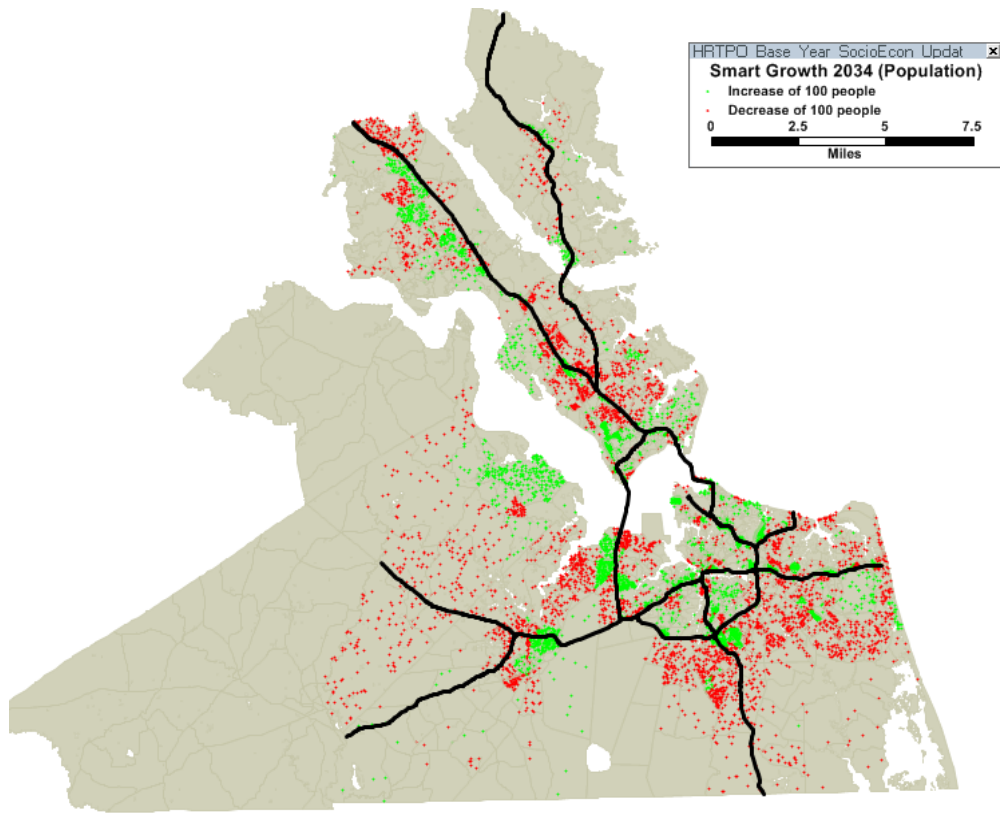 HRTPO Base Year SocioEcon Updat
Smart Growth 2034 (Population)
Increase of 100 people
Decrease of 100 people
0 2.5 5 7.5
Miles